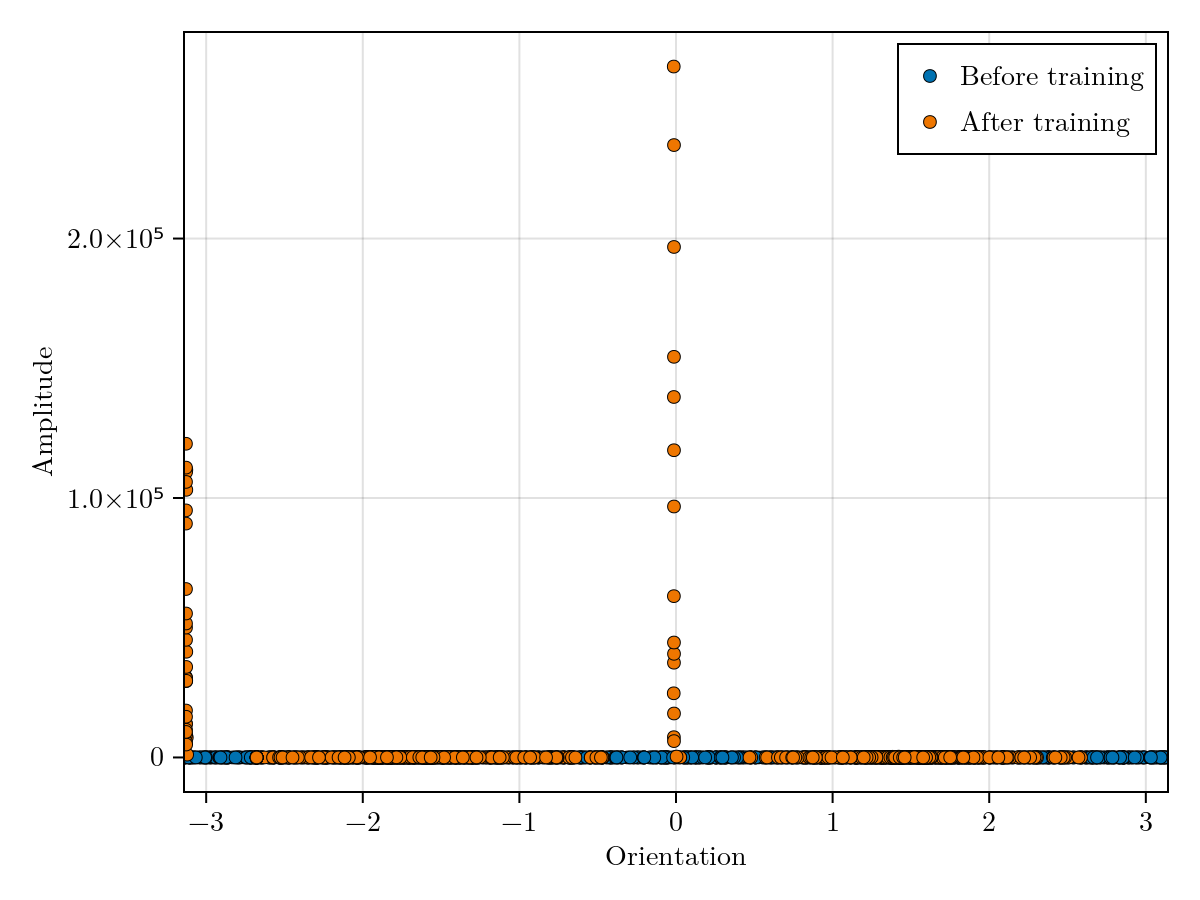 Before training
After training
2.0×10⁵
1.0×10⁵
0
Amplitude
−3 −2 −1 0 1 2 3
Orientation